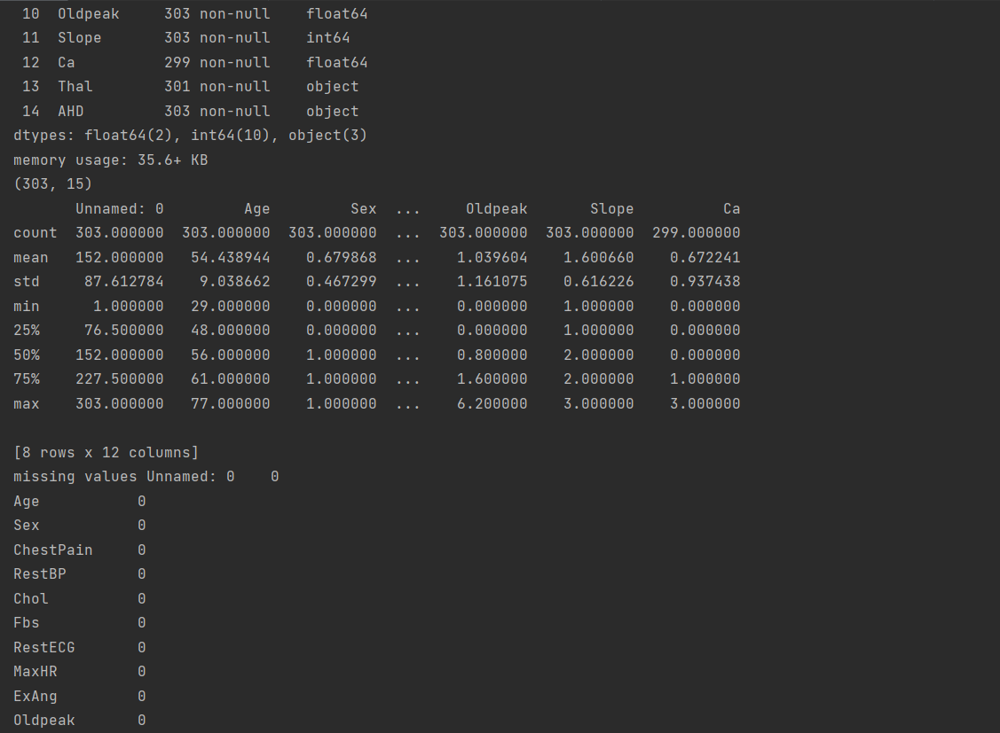 10  Oldpeak     303 non-null    float64
11  Slope       303 non-null    int64
12  Ca          299 non-null    float64
13  Thal        301 non-null    object
14  AHD         303 non-null    object
dtypes: float64(2), int64(10), object(3)
memory usage: 35.6+ KB
(303, 15)
       Unnamed: 0         Age         Sex  ...     Oldpeak       Slope          Ca
count  303.000000  303.000000  303.000000  ...  303.000000  303.000000  299.000000
mean   152.000000   54.438944    0.679868  ...    1.039604    1.600660    0.672241
std     87.612784    9.038662    0.467299  ...    1.161075    0.616226    0.937438
min      1.000000   29.000000    0.000000  ...    0.000000    1.000000    0.000000
25%     76.500000   48.000000    0.000000  ...    0.000000    1.000000    0.000000
50%    152.000000   56.000000    1.000000  ...    0.800000    2.000000    0.000000
75%    227.500000   61.000000    1.000000  ...    1.600000    2.000000    1.000000
max    303.000000   77.000000    1.000000  ...    6.200000    3.000000    3.000000
[8 rows x 12 columns]
missing values Unnamed: 0    0
Age           0
Sex           0
ChestPain     0
RestBP        0
Chol          0
Fbs           0
RestECG       0
MaxHR         0
ExAng         0
Oldpeak       0